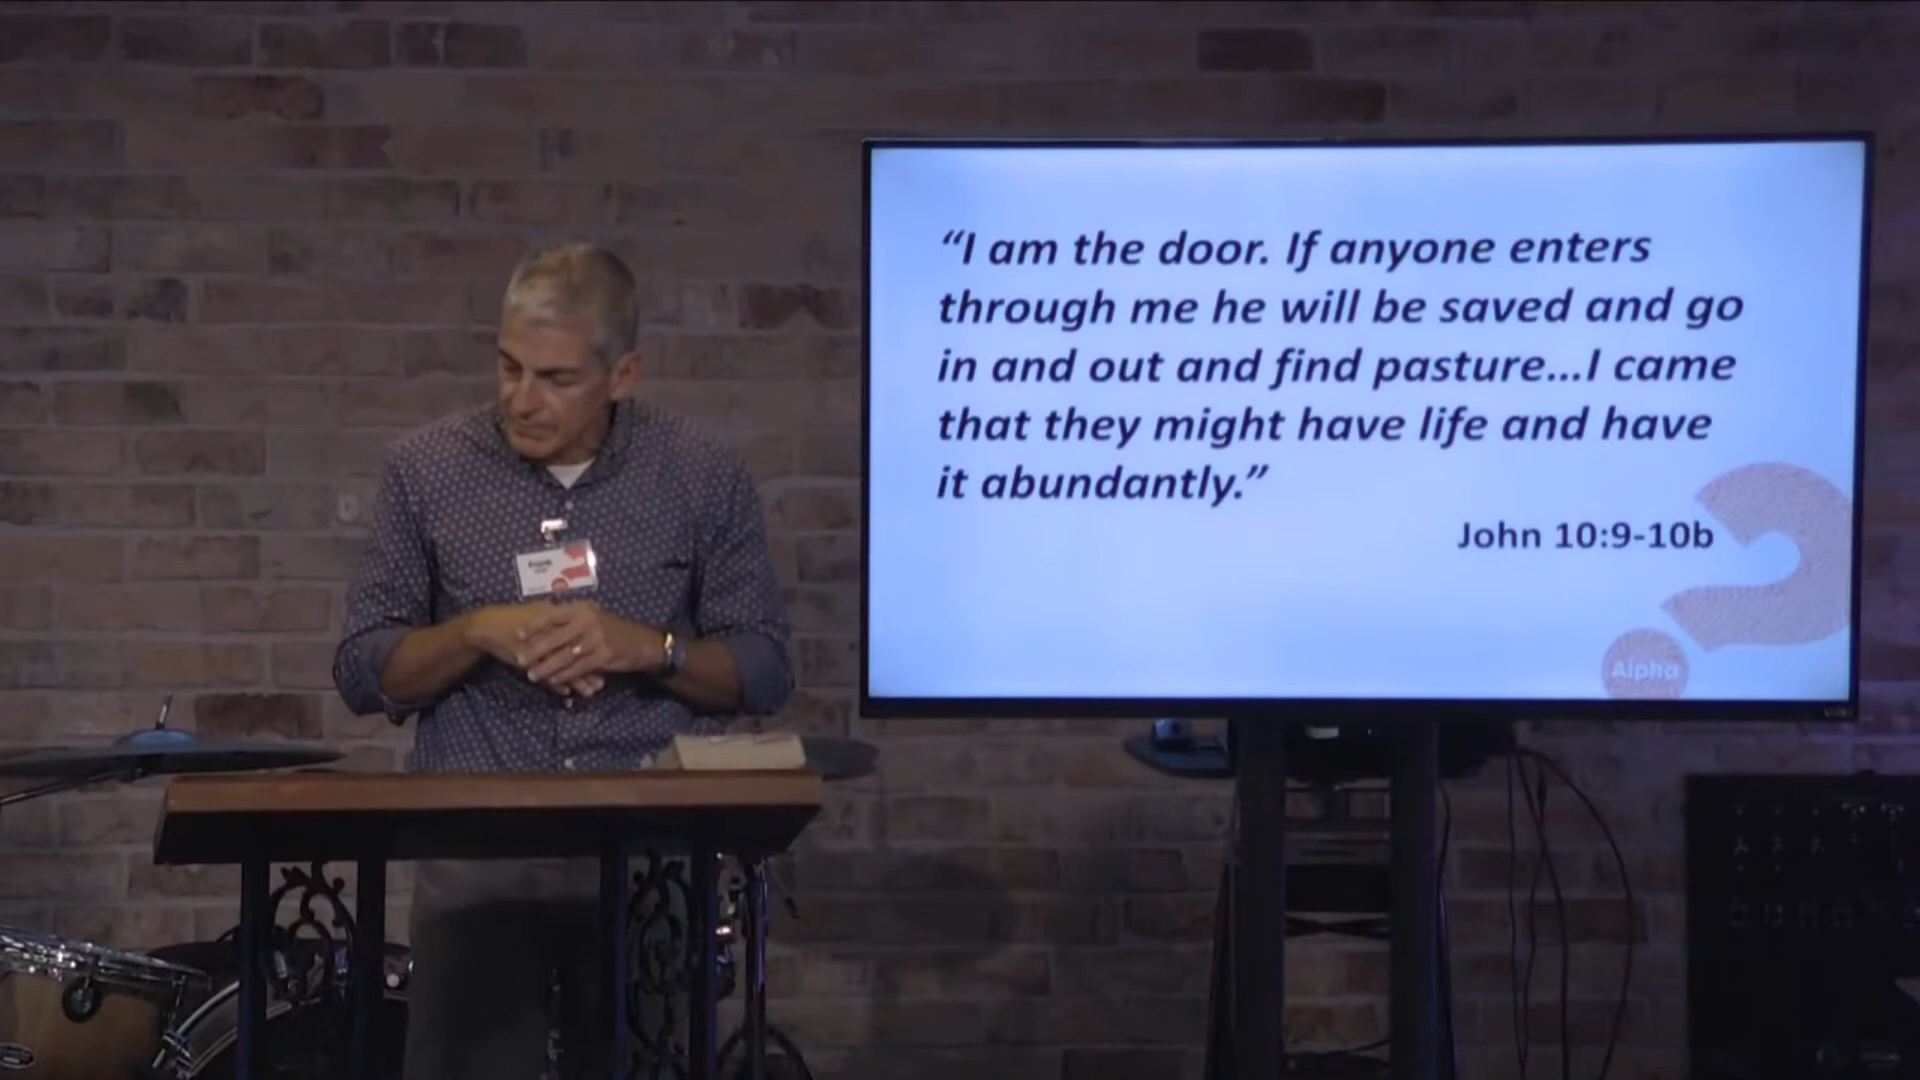 “I am the door. If anyone enters
through me he will be saved and go
in and out and find pasture...I came
that they might have life and have
it abundantly.”
John 10:9-10b
Alpha
Frank